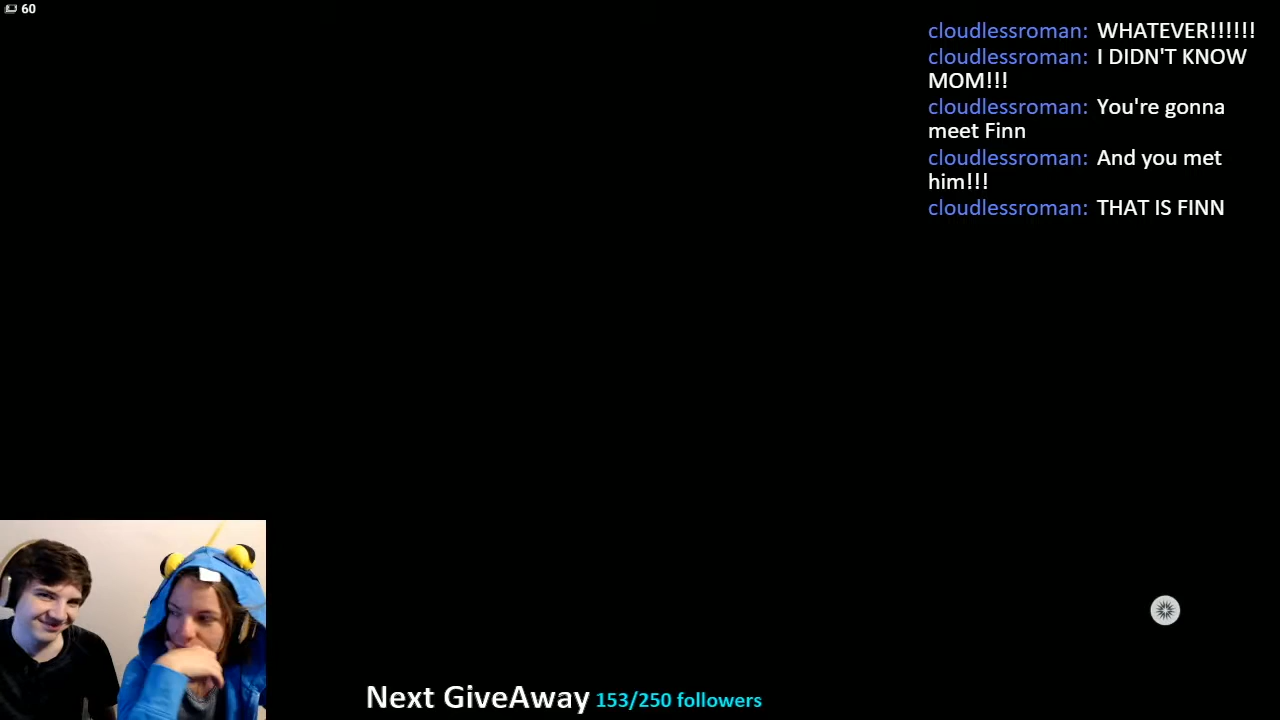 60
cloudlessroman: WHATEVER!!!!!!
cloudlessroman: I DIDN'T KNOW
MOM!!!
cloudlessroman: You're gonna
meet Finn
cloudlessroman: And you met
him!!!
cloudlessroman: THAT IS FINN
Next GiveAway 153/250 followers